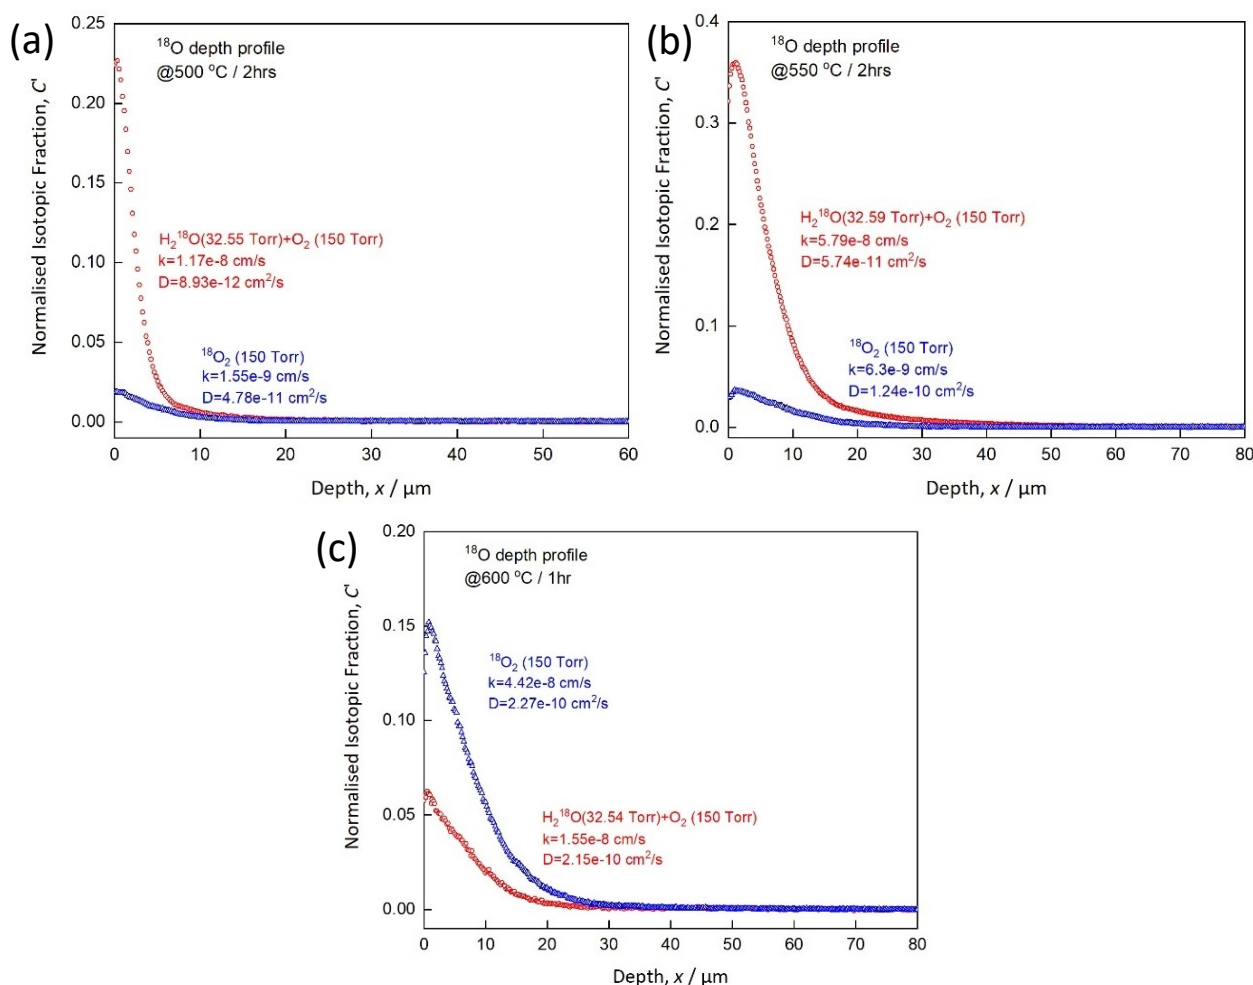 (a)
¹⁸O depth profile
@500 °C / 2hrs
Normalised Isotopic Fraction, C'
0.25
0.20
0.15
0.10
0.05
0.00
H₂¹⁸O(32.55 Torr)+O₂ (150 Torr)
k=1.17e-8 cm/s
D=8.93e-12 cm²/s
¹⁸O₂ (150 Torr)
k=1.55e-9 cm/s
D=4.78e-11 cm²/s
0 10 20 30 40 50 60
Depth, x / μm
(b)
¹⁸O depth profile
@550 °C / 2hrs
Normalised Isotopic Fraction, C'
0.4
0.3
0.2
0.1
0.0
H₂¹⁸O(32.59 Torr)+O₂ (150 Torr)
k=5.79e-8 cm/s
D=5.74e-11 cm²/s
¹⁸O₂ (150 Torr)
k=6.3e-9 cm/s
D=1.24e-10 cm²/s
0 10 20 30 40 50 60 70 80
Depth, x / μm
(c)
¹⁸O depth profile
@600 °C / 1hr
Normalised Isotopic Fraction, C'
0.20
0.15
0.10
0.05
0.00
¹⁸O₂ (150 Torr)
k=4.42e-8 cm/s
D=2.27e-10 cm²/s
H₂¹⁸O(32.54 Torr)+O₂ (150 Torr)
k=1.55e-8 cm/s
D=2.15e-10 cm²/s
0 10 20 30 40 50 60 70 80
Depth, x / μm